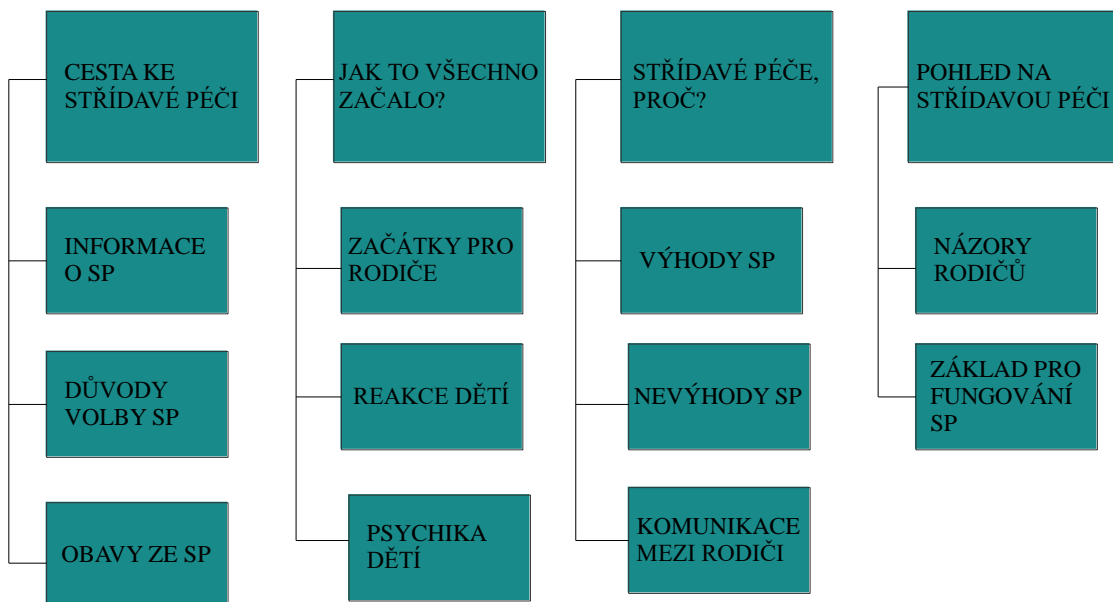 CESTA KE
STŘÍDAVÉ PÉČI
INFORMACE
O SP
DŮVODY
VOLBY SP
OBAVY ZE SP
JAK TO VŠECHNO
ZAČALO?
ZAČÁTKY PRO
RODIČE
REAKCE DĚTÍ
PSYCHIKA
DĚTÍ
STŘÍDAVÉ PÉČE,
PROČ?
VÝHODY SP
NEVÝHODY SP
KOMUNIKACE
MEZI RODIČI
POHLED NA
STŘÍDAVOU PÉČI
NÁZORY
RODIČŮ
ZÁKLAD PRO
FUNGOVÁNÍ
SP